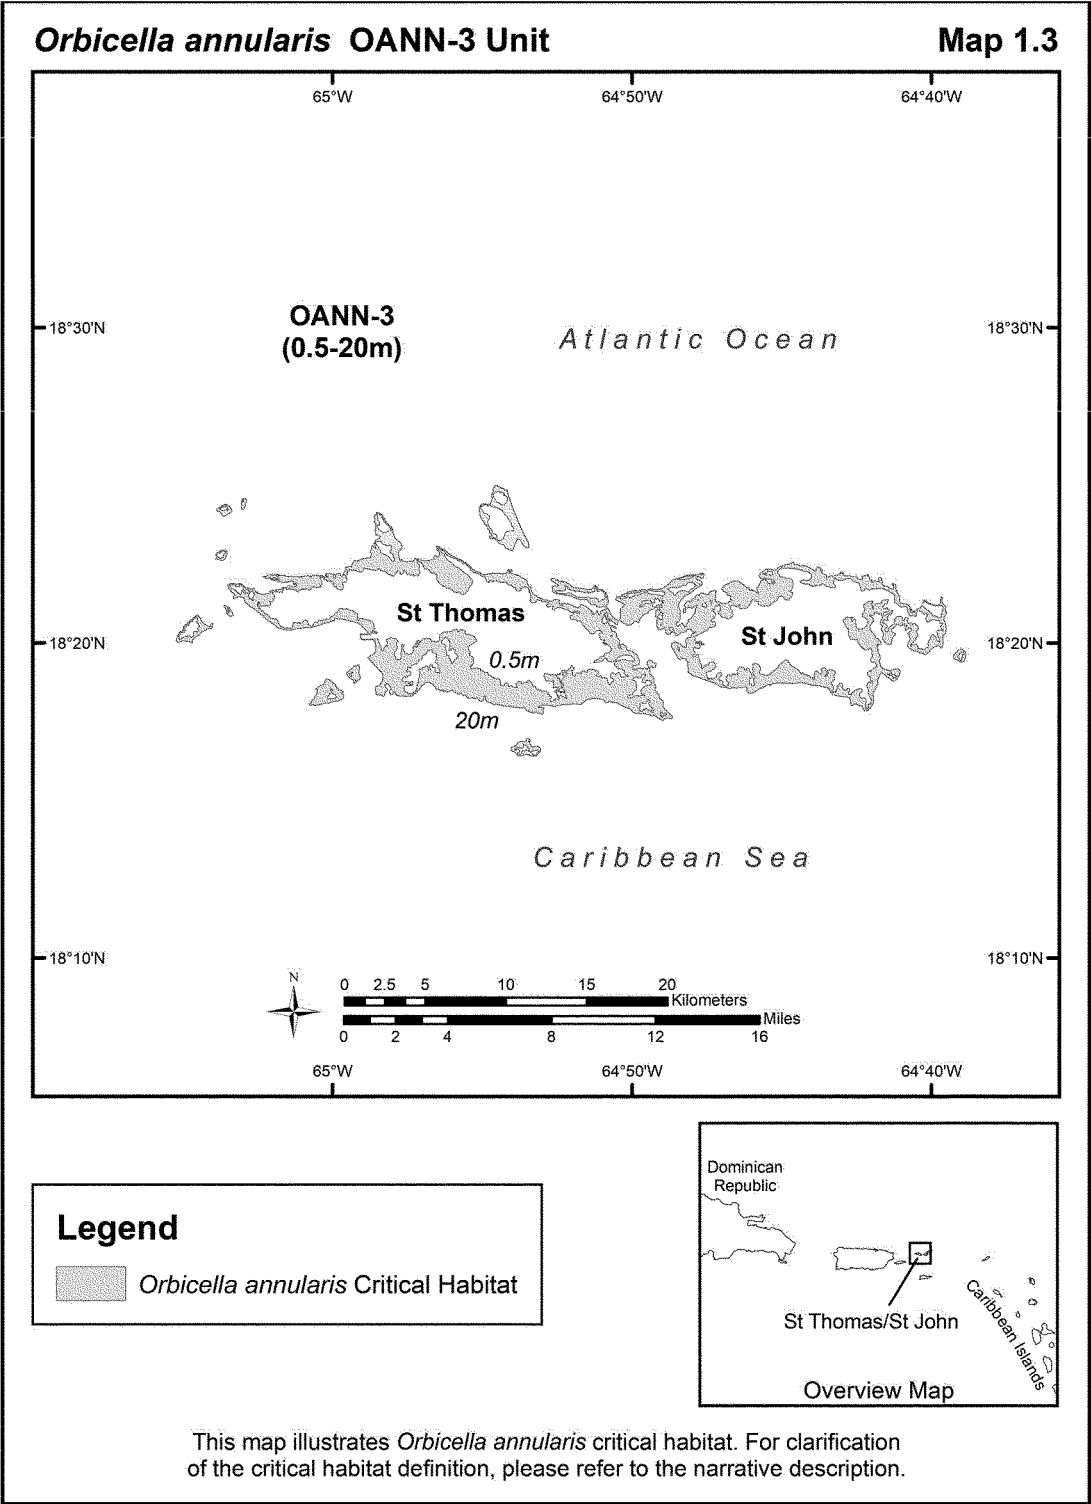 Orbicella annularis OANN-3 Unit
Map 1.3
65°W
64°50'W
64°40'W
OANN-3
(0.5-20m)
Atlantic Ocean
18°30'N
18°30'N
St Thomas
St John
18°20'N
18°20'N
0.5m
20m
Caribbean Sea
18°10'N
18°10'N
N
0 2.5 5 10 15 20
Kilometers
Miles
0 2 4 8 12 16
65°W
64°50'W
64°40'W
Legend
Orbicella annularis Critical Habitat
Dominican
Republic
St Thomas/St John
Caribbean Islands
Overview Map
This map illustrates Orbicella annularis critical habitat. For clarification
of the critical habitat definition, please refer to the narrative description.